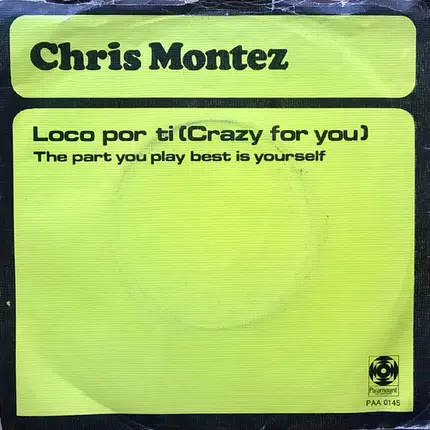 Chris Montez
Loco por ti (Crazy for you)
The part you play best is yourself
Paramount
PAA 0145